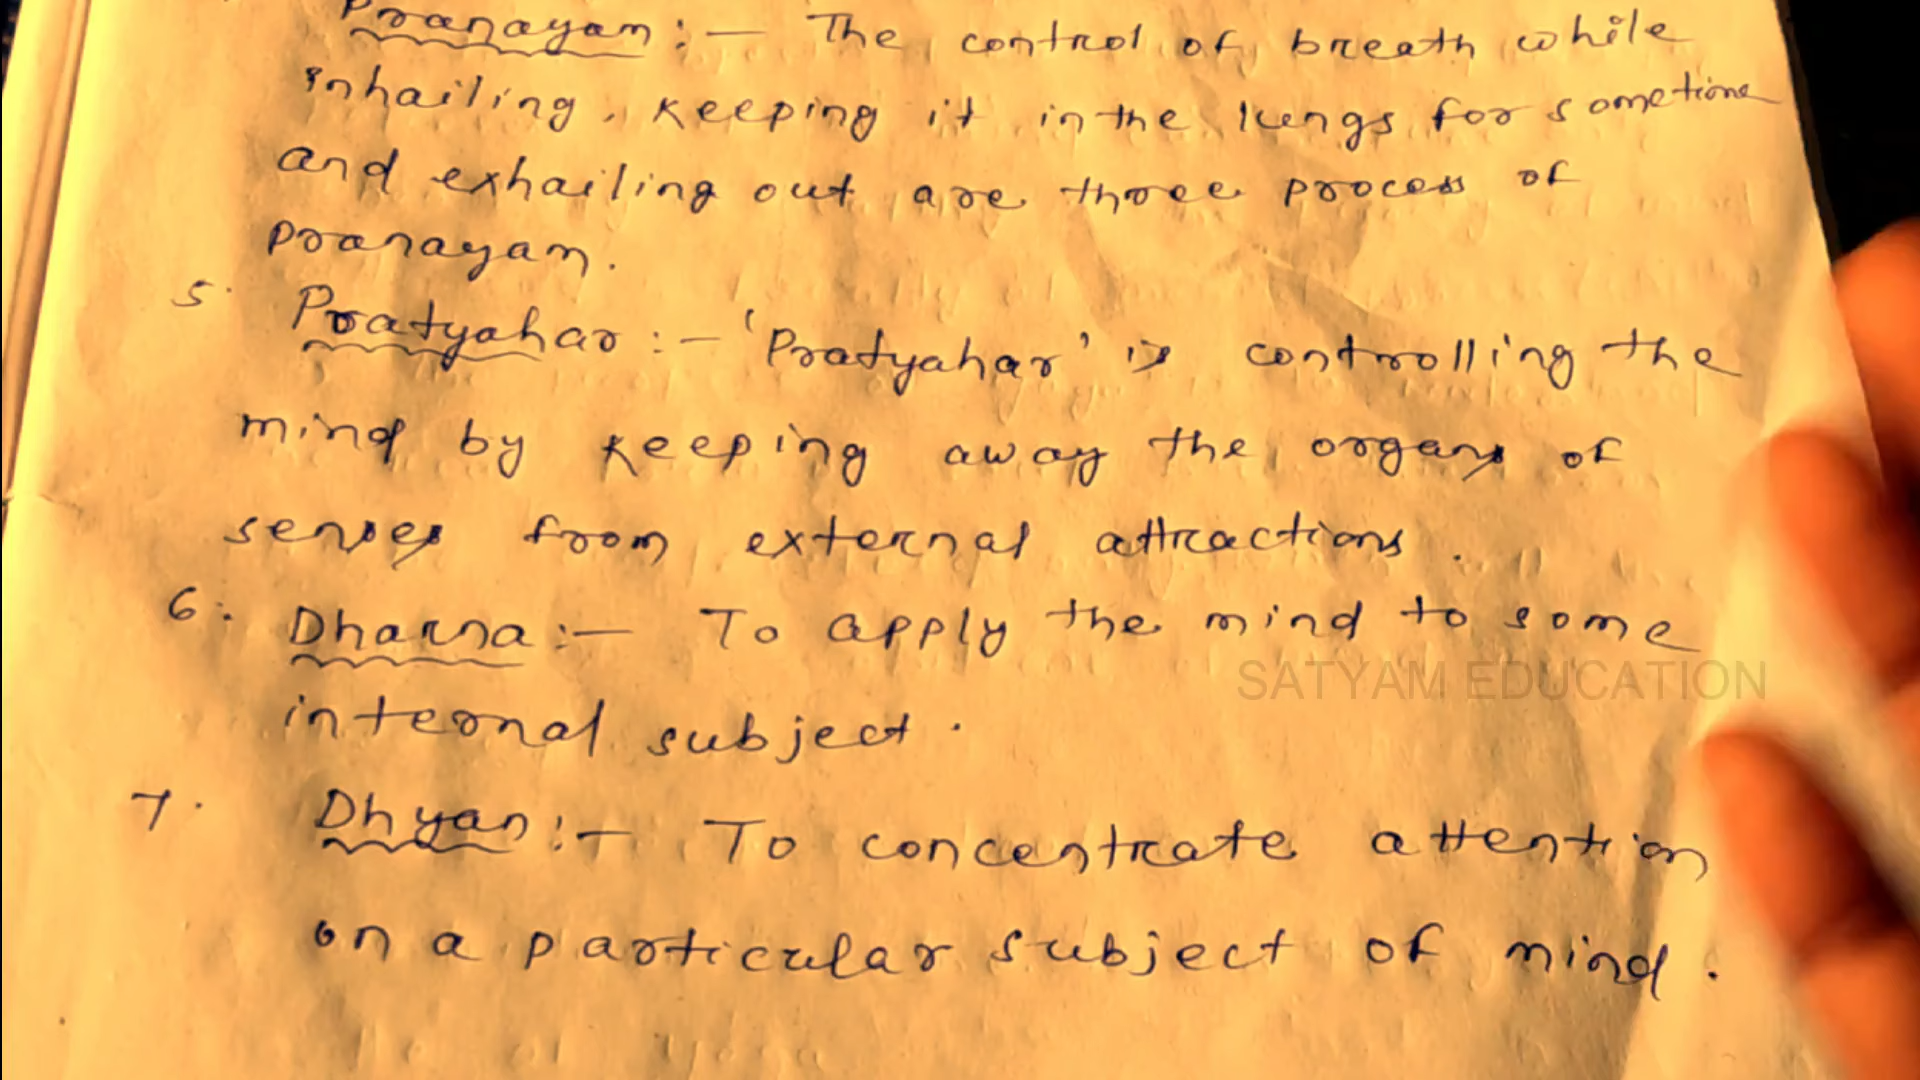 Pranayam :- The control of breath while
inhailing, keeping it in the lungs for sometime
and exhailing out are three process of
pranayam.
5. Pratyahar :- 'Pratyahar' is controlling the
mind by keeping away the organs of
senses from external attractions.
6. Dharna :- To apply the mind to some
SATYAM EDUCATION
internal subject.
7. Dhyan :- To concentrate attention
on a particular subject of mind.